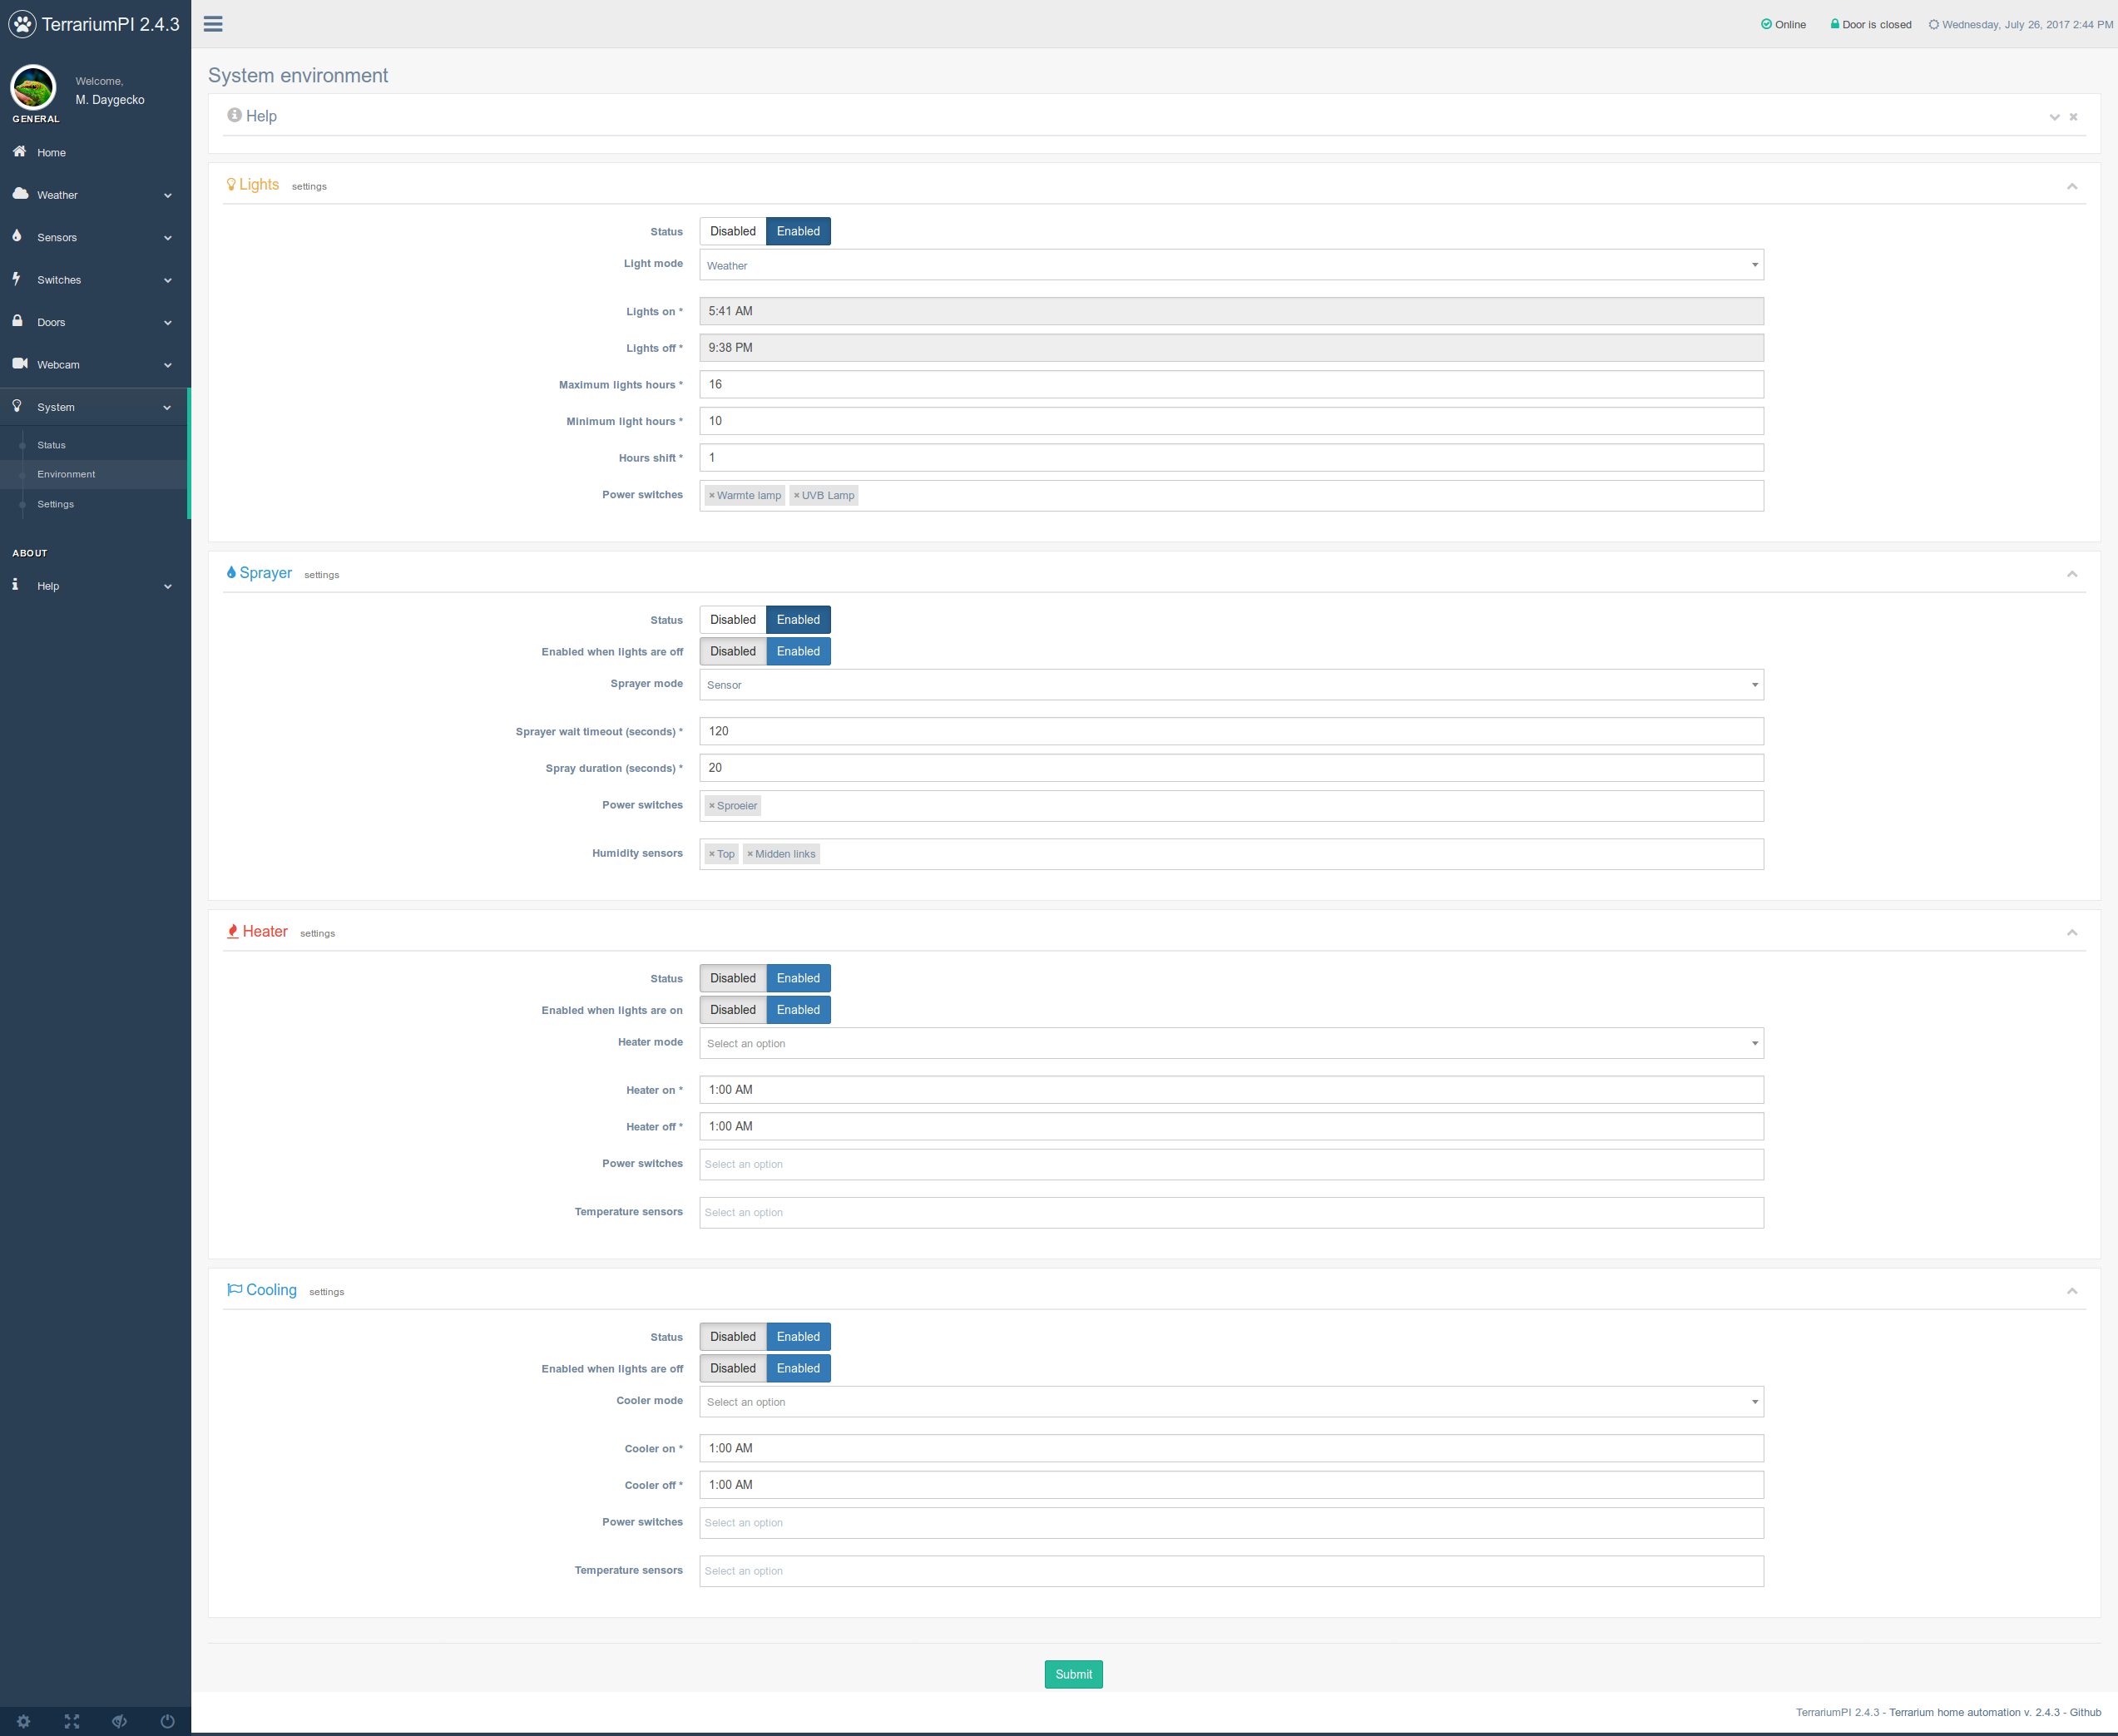 TerrariumPI 2.4.3
Online Door is closed Wednesday, July 26, 2017 2:44 PM
Welcome,
M. Daygecko
GENERAL
Home
Weather
Sensors
Switches
Doors
Webcam
System
Status
Environment
Settings
ABOUT
Help
System environment
Help
Lights settings
Status Disabled Enabled
Light mode Weather
Lights on * 5:41 AM
Lights off * 9:38 PM
Maximum lights hours * 16
Minimum light hours * 10
Hours shift * 1
Power switches × Warmte lamp × UVB Lamp
Sprayer settings
Status Disabled Enabled
Enabled when lights are off Disabled Enabled
Sprayer mode Sensor
Sprayer wait timeout (seconds) * 120
Spray duration (seconds) * 20
Power switches × Sproeier
Humidity sensors × Top × Midden links
Heater settings
Status Disabled Enabled
Enabled when lights are on Disabled Enabled
Heater mode Select an option
Heater on * 1:00 AM
Heater off * 1:00 AM
Power switches Select an option
Temperature sensors Select an option
Cooling settings
Status Disabled Enabled
Enabled when lights are off Disabled Enabled
Cooler mode Select an option
Cooler on * 1:00 AM
Cooler off * 1:00 AM
Power switches Select an option
Temperature sensors Select an option
Submit
TerrariumPI 2.4.3 - Terrarium home automation v. 2.4.3 - Github